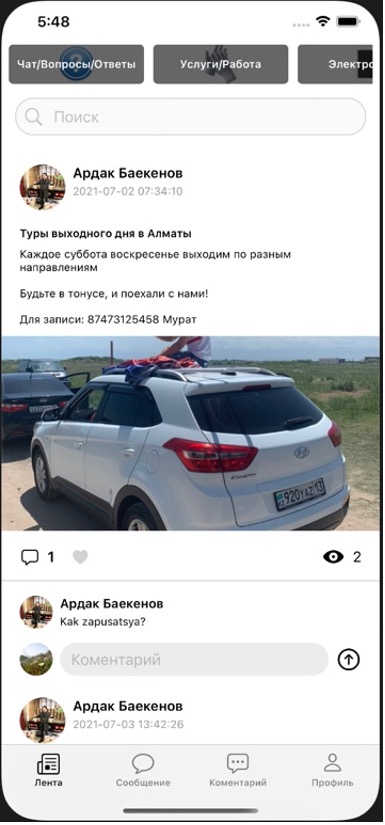 5:48
Чат/Вопросы/Ответы
Услуги/Работа
Электро
Поиск
Ардак Баекенов
2021-07-02 07:34:10
Туры выходного дня в Алматы
Каждое суббота воскресенье выходим по разным
направлениям
Будьте в тонусе, и поехали с нами!
Для записи: 87473125458 Мурат
920YAZ 13
1
2
Ардак Баекенов
Kak zapusatsya?
Коментарий
Ардак Баекенов
2021-07-03 13:42:26
Лента
Сообщение
Коментарий
Профиль